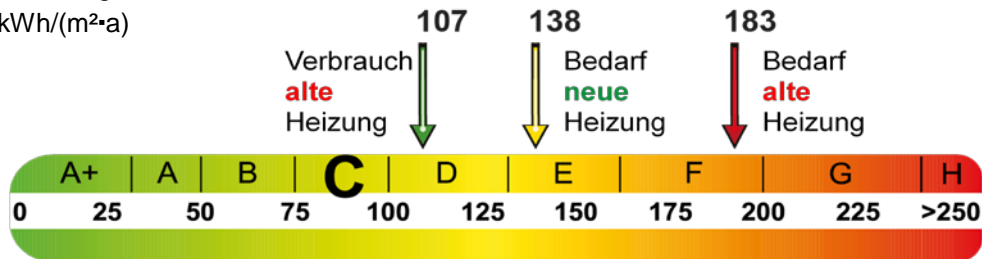 kWh/(m²▪a)
107 138 183
Verbrauch Bedarf Bedarf
alte neue alte
Heizung Heizung Heizung
A+ A B C D E F G H
0 25 50 75 100 125 150 175 200 225 >250